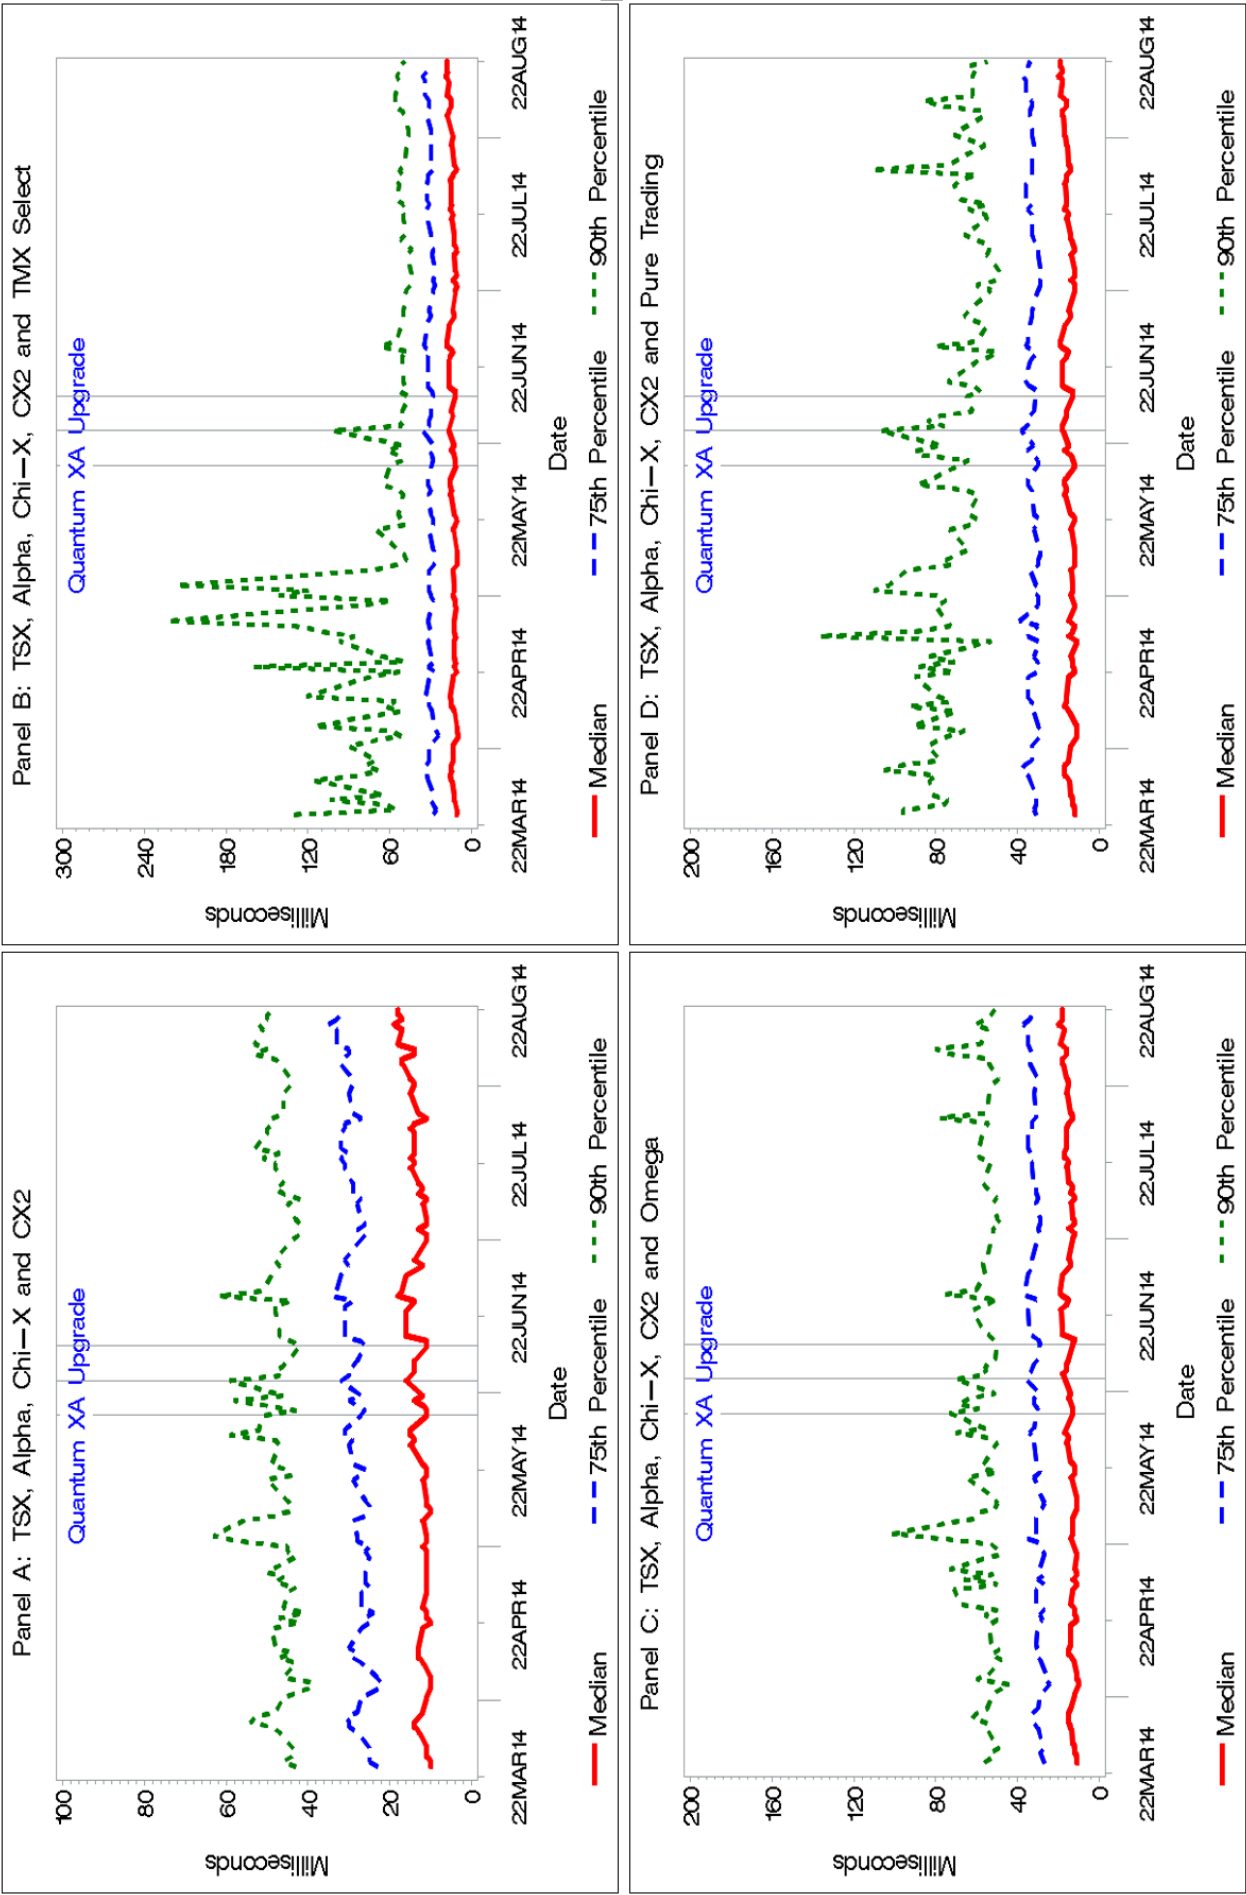 Panel A: TSX, Alpha, Chi–X and CX2
Quantum XA Upgrade
Milliseconds
100
80
60
40
20
0
22MAR14 22APR14 22MAY14 22JUN14 22JUL14 22AUG14
Date
Median 75th Percentile 90th Percentile
Panel B: TSX, Alpha, Chi–X, CX2 and TMX Select
Quantum XA Upgrade
Milliseconds
300
240
180
120
60
0
22MAR14 22APR14 22MAY14 22JUN14 22JUL14 22AUG14
Date
Median 75th Percentile 90th Percentile
Panel C: TSX, Alpha, Chi–X, CX2 and Omega
Quantum XA Upgrade
Milliseconds
200
160
120
80
40
0
22MAR14 22APR14 22MAY14 22JUN14 22JUL14 22AUG14
Date
Median 75th Percentile 90th Percentile
Panel D: TSX, Alpha, Chi–X, CX2 and Pure Trading
Quantum XA Upgrade
Milliseconds
200
160
120
80
40
0
22MAR14 22APR14 22MAY14 22JUN14 22JUL14 22AUG14
Date
Median 75th Percentile 90th Percentile